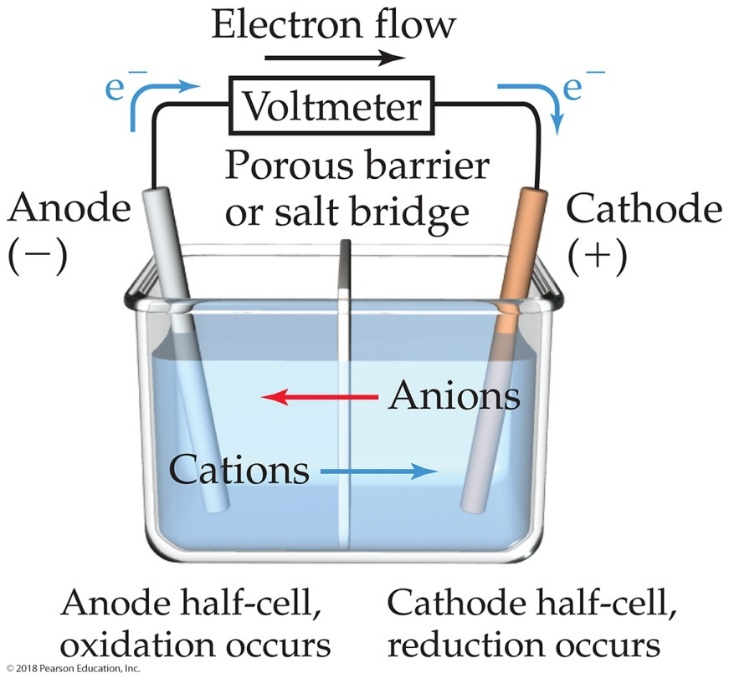 Electron flow
e−
e−
Voltmeter
Porous barrier
or salt bridge
Anode
(−)
Cathode
(+)
Anions
Cations
Anode half-cell,
oxidation occurs
Cathode half-cell,
reduction occurs
© 2018 Pearson Education, Inc.